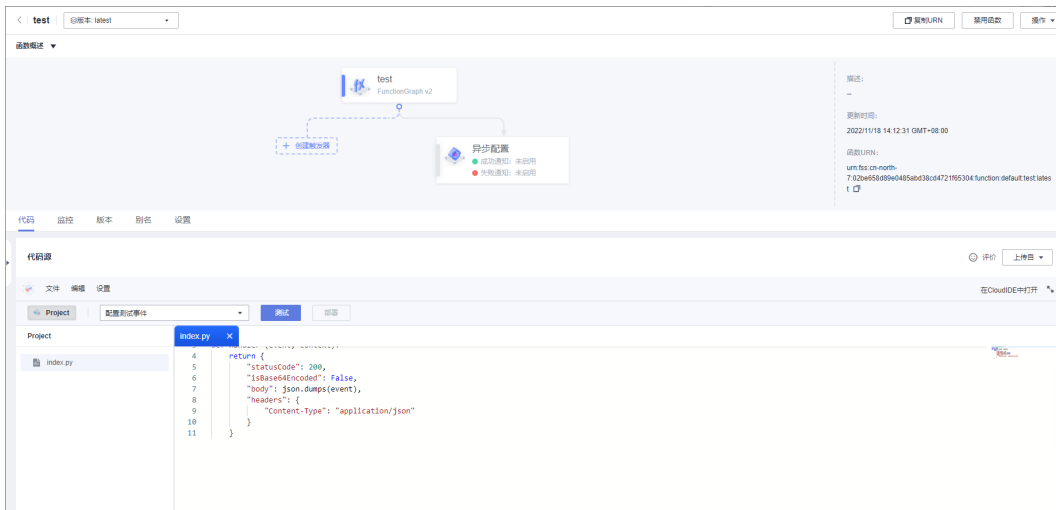 test
版本: latest
复制URN
禁用函数
操作
函数概述
test
FunctionGraph v2
创建触发器
异步配置
成功通知: 未启用
失败通知: 未启用
描述:
--
更新时间:
2022/11/18 14:12:31 GMT+08:00
函数URN:
urn:fss:cn-north-
7:02be658d89e0485abd38cd4721f65304:function:default:test:lates
t
代码
监控
版本
别名
设置
代码源
评价
上传自
文件
编辑
设置
在CloudIDE中打开
Project
配置测试事件
测试
部署
Project
index.py
index.py
4 return {
5 "statusCode": 200,
6 "isBase64Encoded": False,
7 "body": json.dumps(event),
8 "headers": {
9 "Content-Type": "application/json"
10 }
11 }